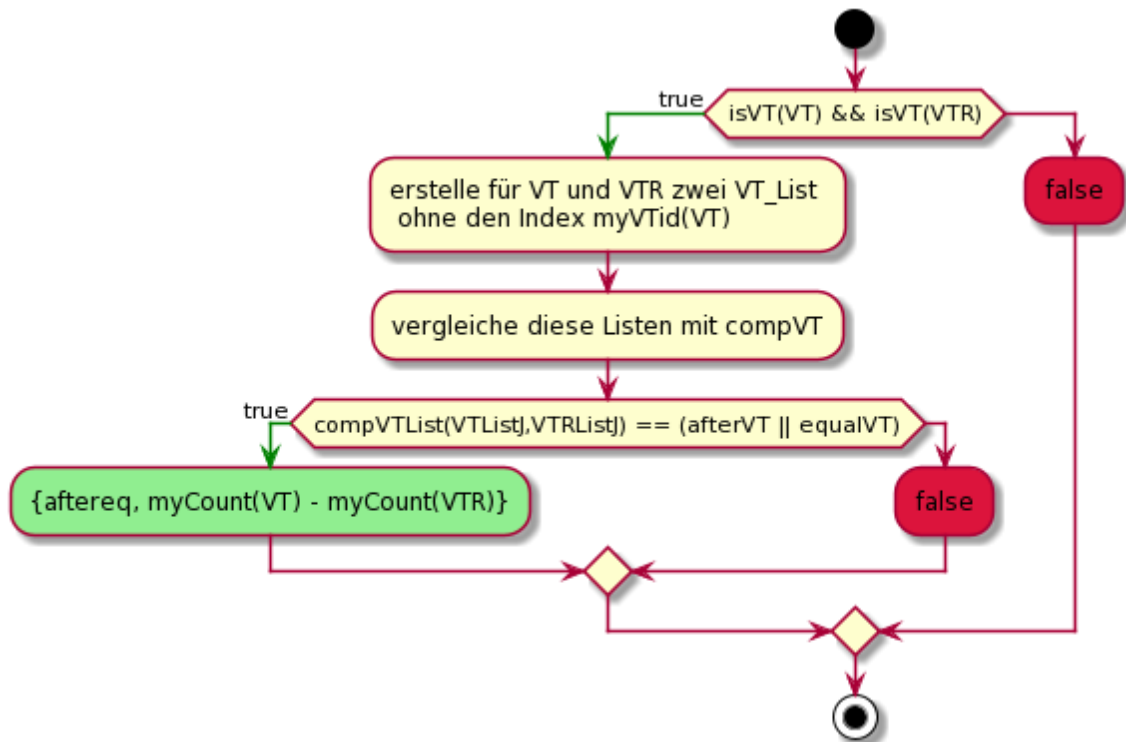 true
isVT(VT) && isVT(VTR)
erstelle für VT und VTR zwei VT_List
ohne den Index myVTid(VT)
false
vergleiche diese Listen mit compVT
true
compVTList(VTListJ,VTRListJ) == (afterVT || equalVT)
{aftereq, myCount(VT) - myCount(VTR)}
false